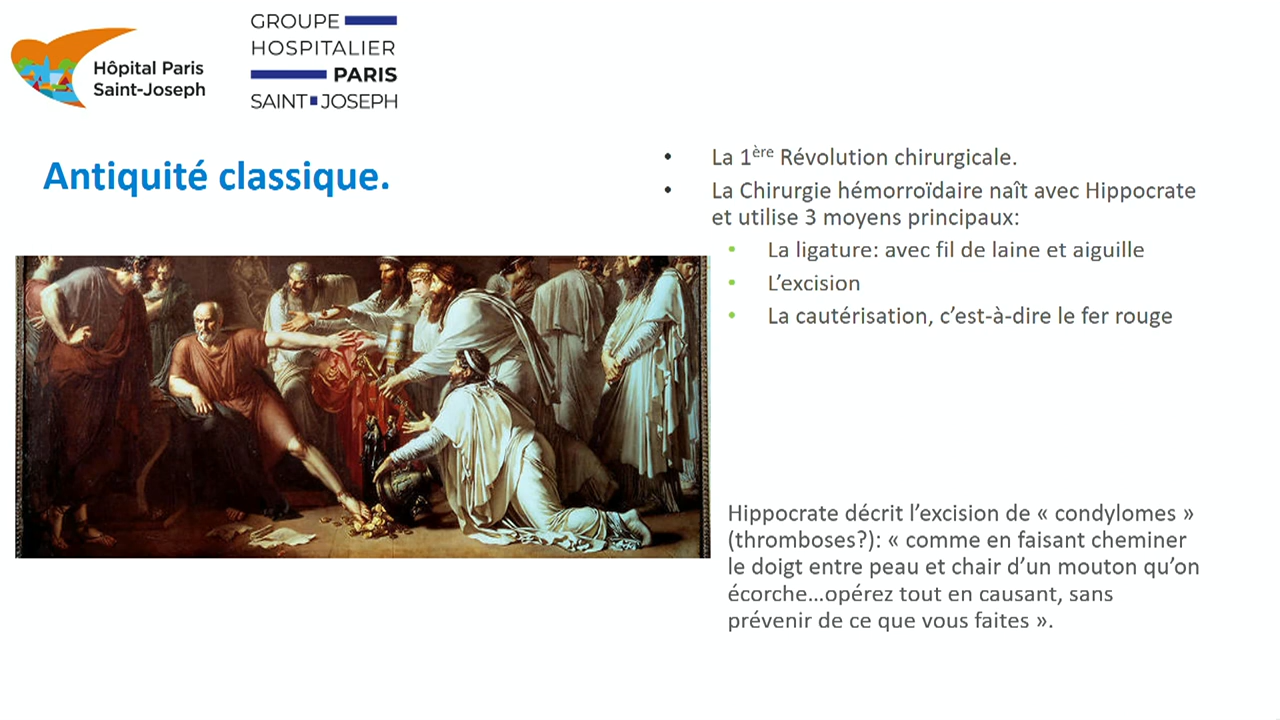 Hôpital Paris
Saint-Joseph
GROUPE
HOSPITALIER
PARIS
SAINT JOSEPH
Antiquité classique.
• La 1ère Révolution chirurgicale.
• La Chirurgie hémorroïdaire naît avec Hippocrate
et utilise 3 moyens principaux:
• La ligature: avec fil de laine et aiguille
• L’excision
• La cautérisation, c’est-à-dire le fer rouge
Hippocrate décrit l’excision de « condylomes »
(thromboses?): « comme en faisant cheminer
le doigt entre peau et chair d’un mouton qu’on
écorche…opérez tout en causant, sans
prévenir de ce que vous faites ».